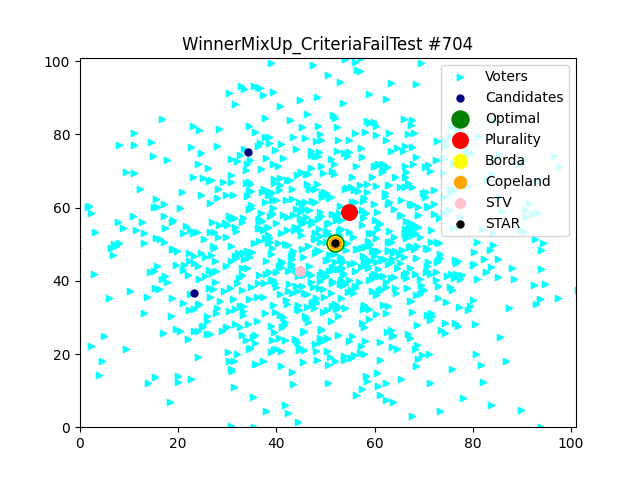 WinnerMixUp_CriteriaFailTest #704
100
80
60
40
20
0
0 20 40 60 80 100
Voters
Candidates
Optimal
Plurality
Borda
Copeland
STV
STAR